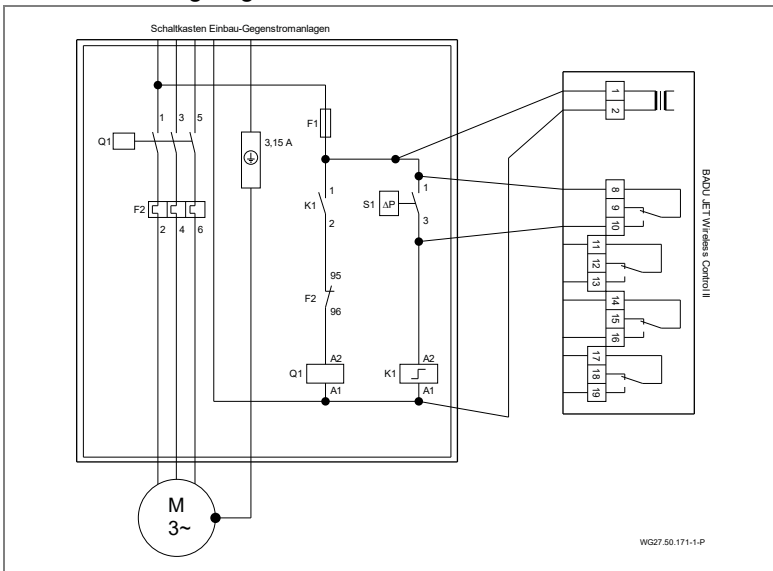 Schaltkasten Einbau-Gegenstromanlagen
1 3 5
Q1
F2
2 4 6
3,15 A
F1
K1
1
2
S1
ΔP
1
3
95
F2
96
Q1
A2
A1
K1
A2
A1
M
3~
1
2
8
9
10
11
12
13
14
15
16
17
18
19
BADU JET Wireless Control II
WG27.50.171-1-P